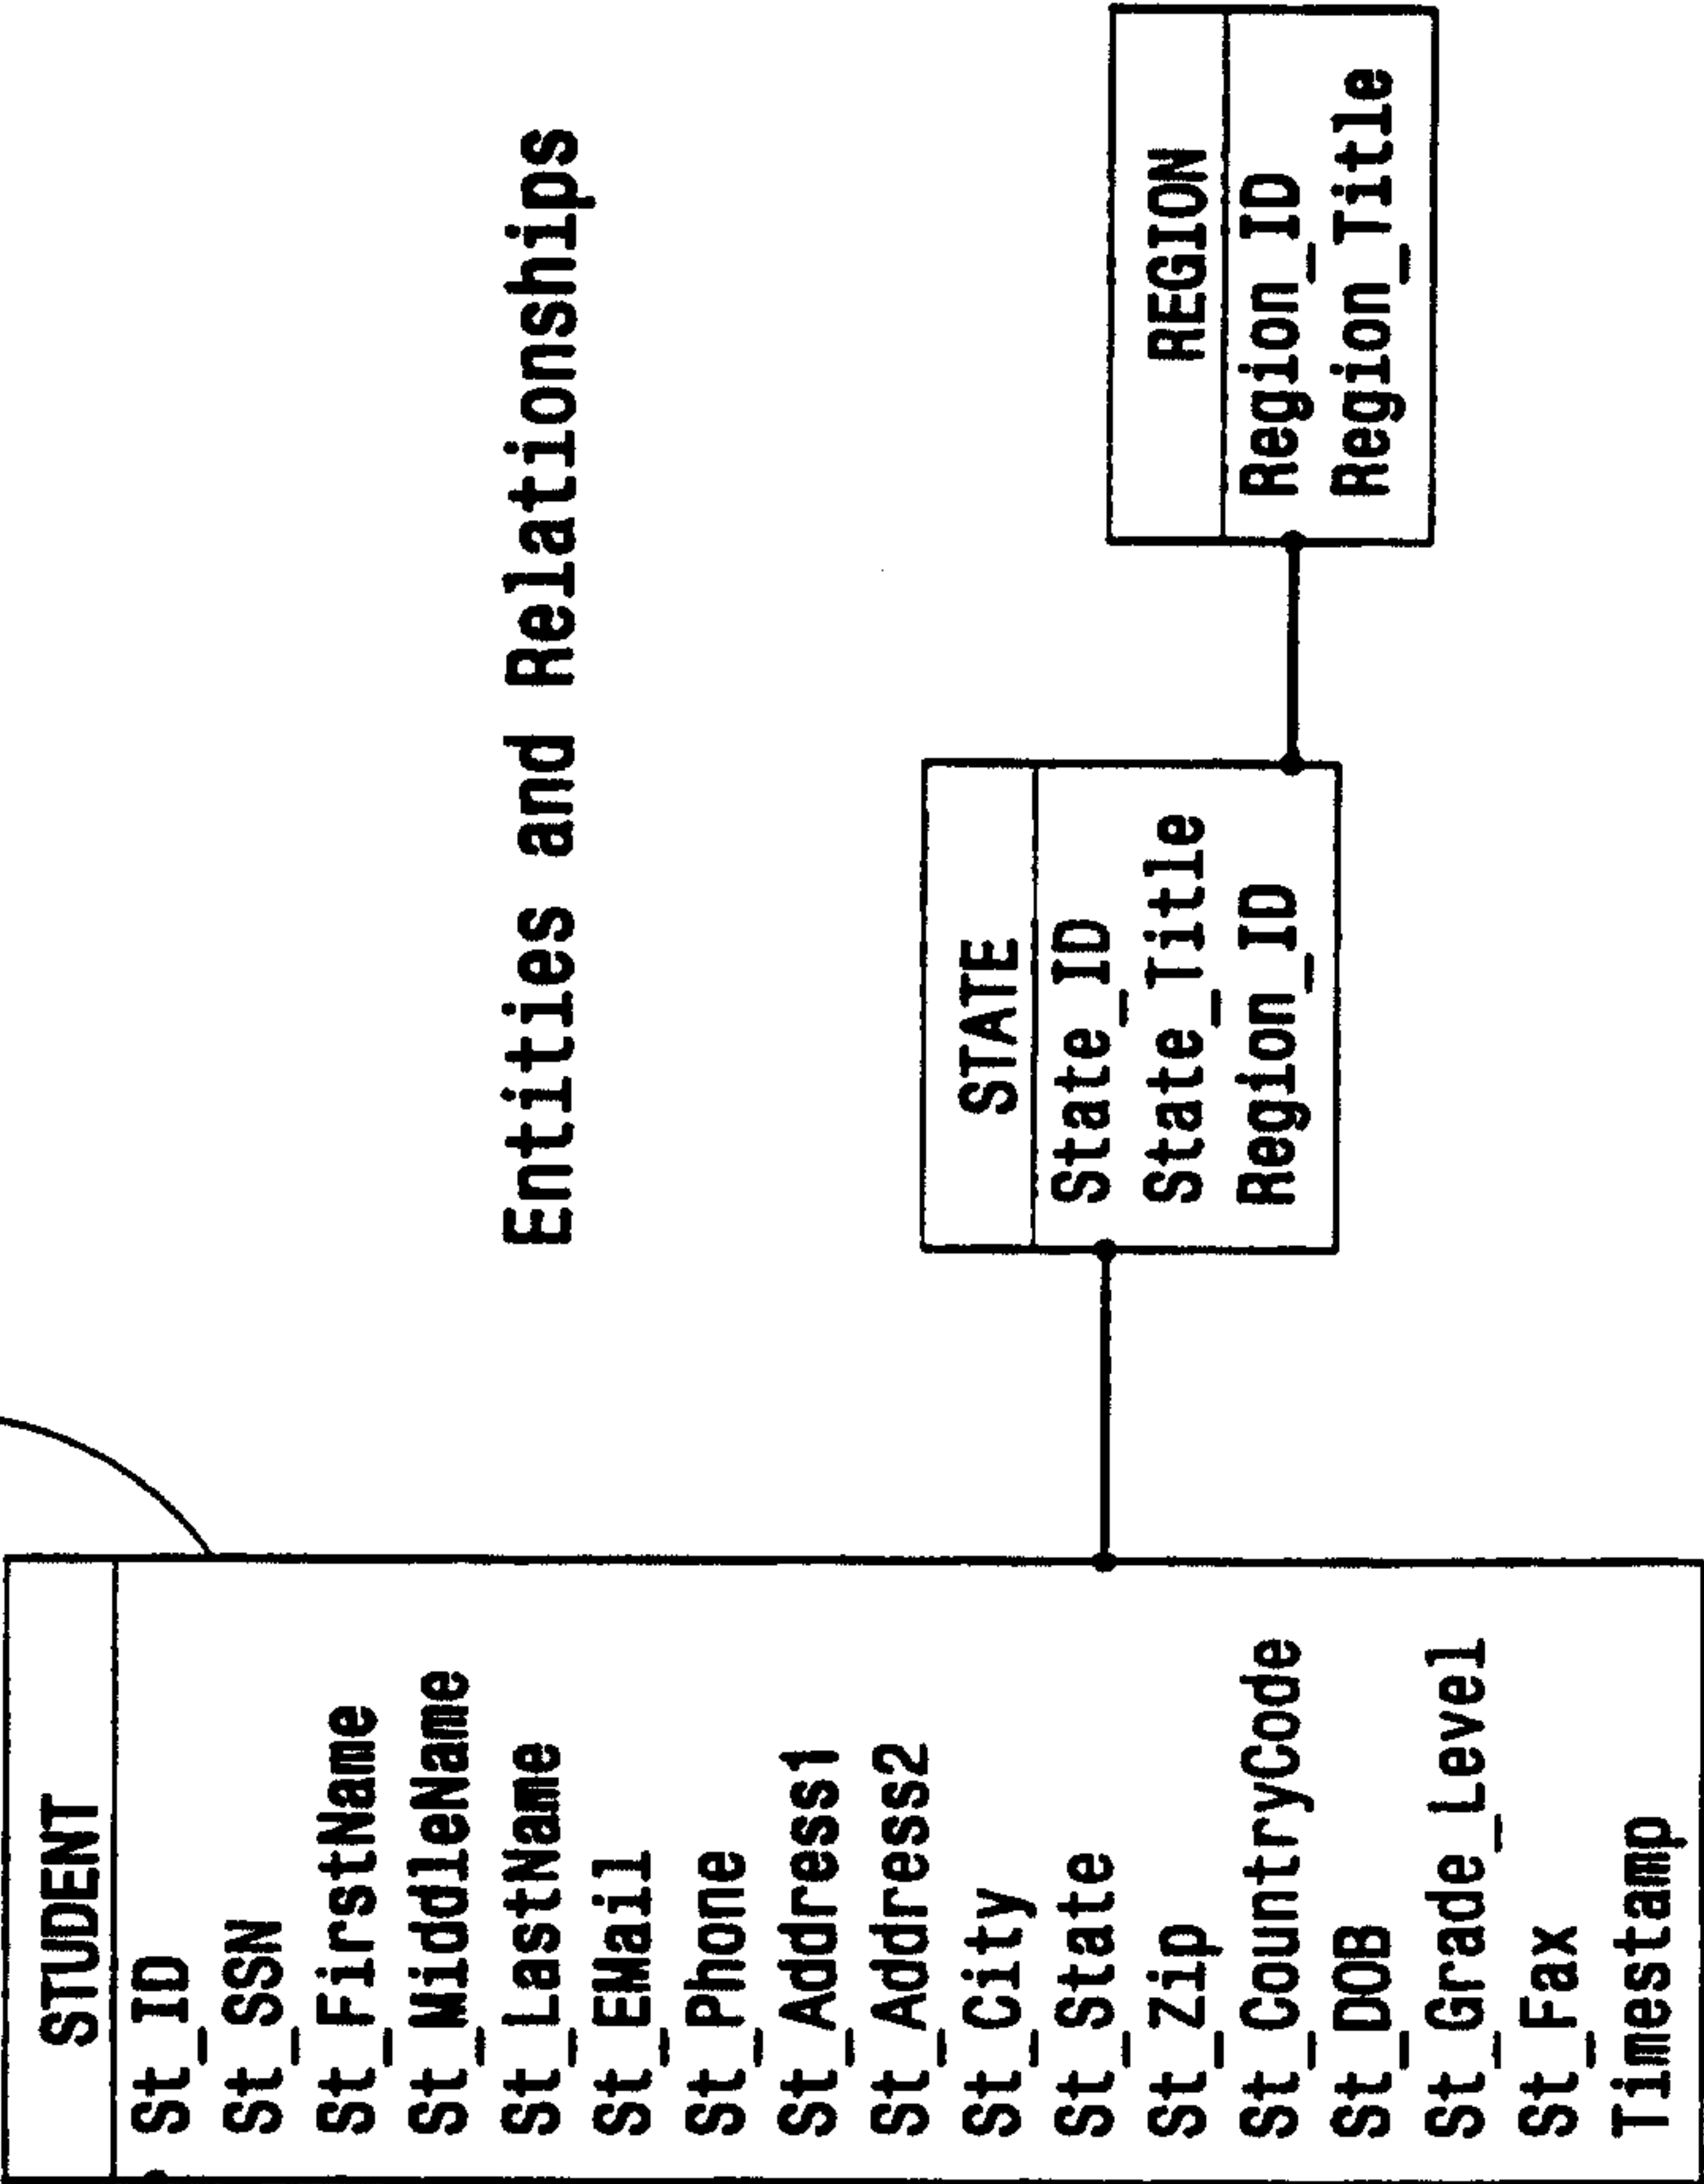 STUDENT
St_ID
St_SSN
St_FirstName
St_MiddleName
St_LastName
St_EMail
St_Phone
St_Address1
St_Address2
St_City
St_State
St_Zip
St_CountryCode
St_DOB
St_Grade_Level
St_Fax
Timestamp
Entities and Relationships
STATE
State_ID
State_Title
Region_ID
REGION
Region_ID
Region_Title